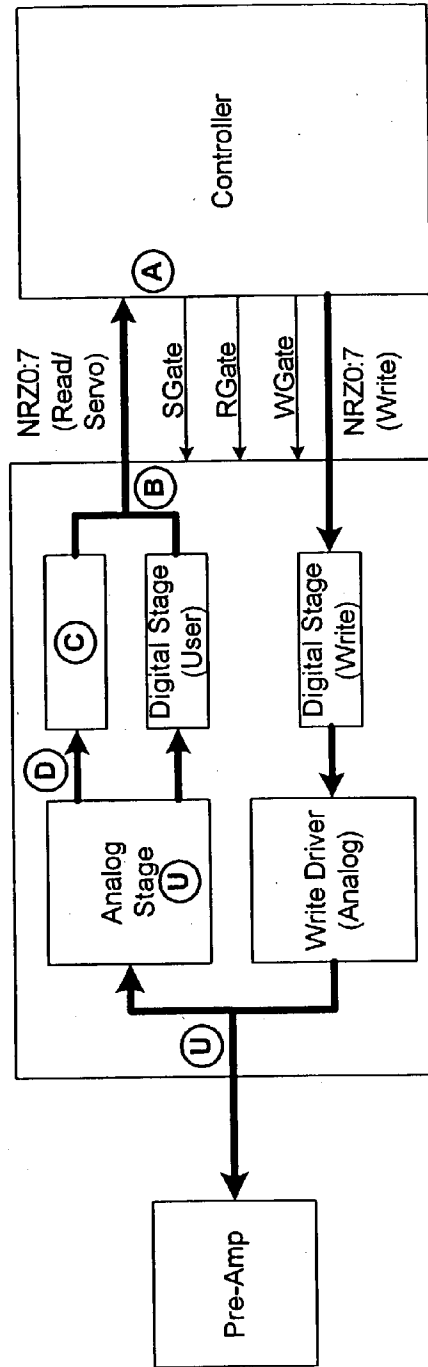 Pre-Amp
U
Analog
Stage
U
D
C
Digital Stage
(User)
B
Write Driver
(Analog)
Digital Stage
(Write)
NRZ0:7
(Read/
Servo)
SGate
RGate
WGate
NRZ0:7
(Write)
A
Controller